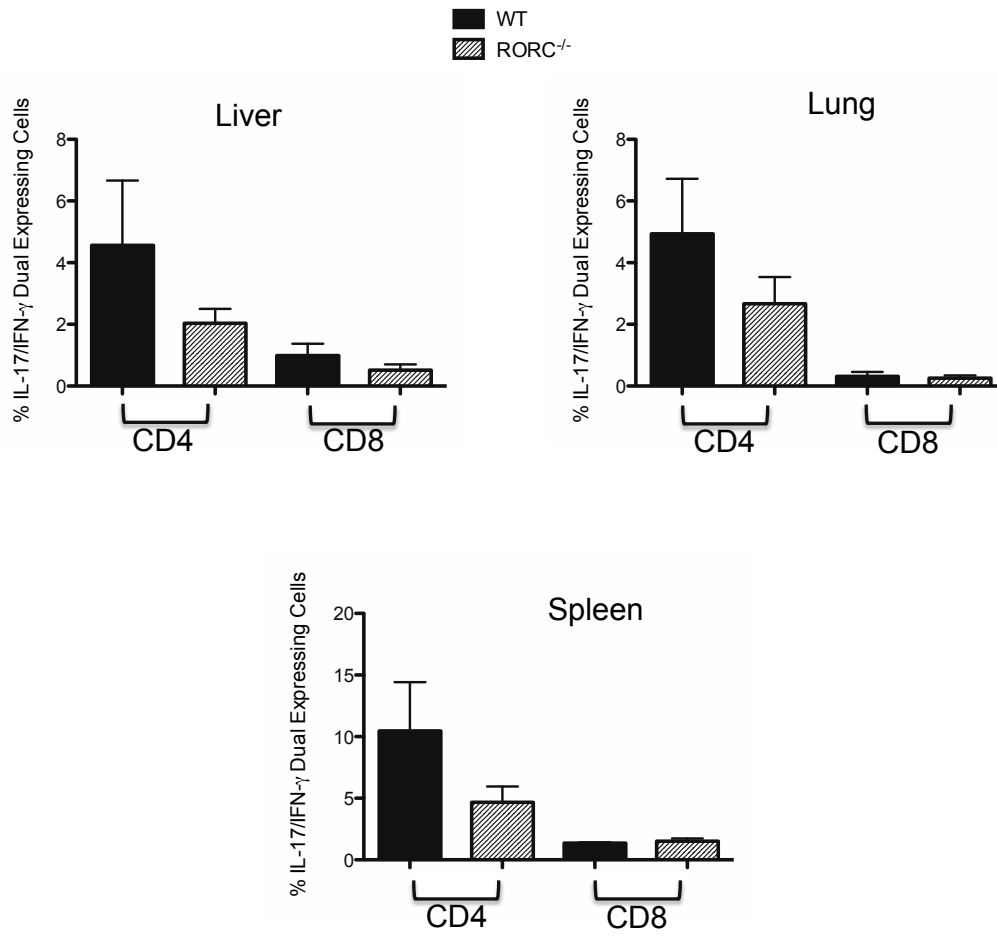 WT
RORC-/-
Liver
% IL-17/IFN-γ Dual Expressing Cells
8
6
4
2
0
CD4
CD8
Lung
% IL-17/IFN-γ Dual Expressing Cells
8
6
4
2
0
CD4
CD8
Spleen
% IL-17/IFN-γ Dual Expressing Cells
20
15
10
5
0
CD4
CD8